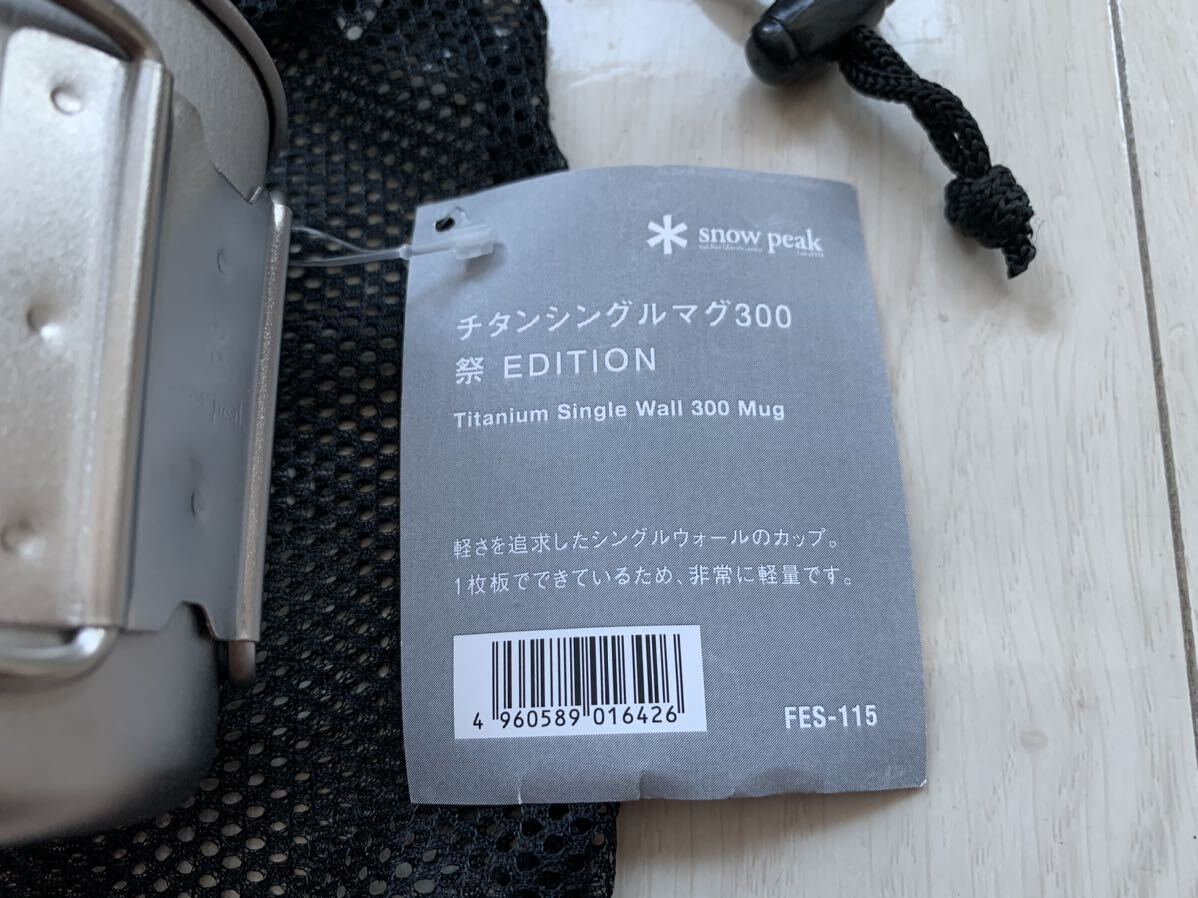 snow peak
チタンシングルマグ300
祭 EDITION
Titanium Single Wall 300 Mug
軽さを追求したシングルウォールのカップ。
1枚板でできているため、非常に軽量です。
4 960589 016426
FES-115